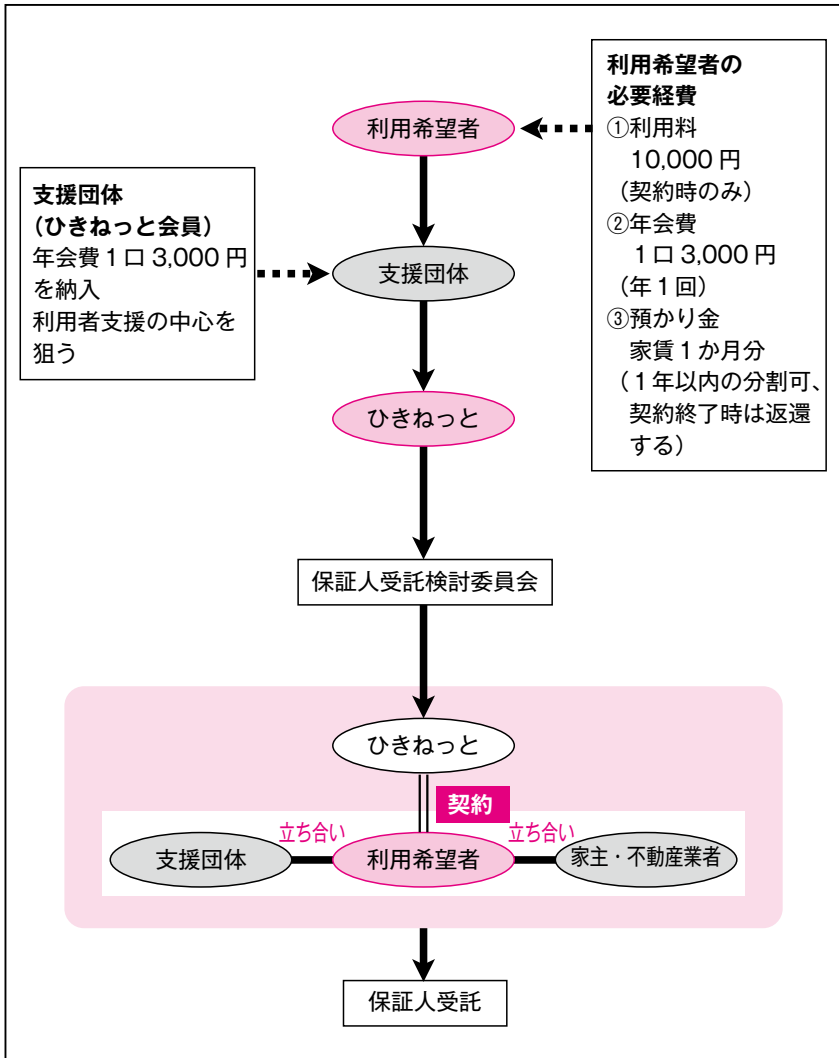 利用希望者の
必要経費
①利用料
10,000 円
（契約時のみ）
②年会費
1 口 3,000 円
（年 1 回）
③預かり金
家賃 1 か月分
（ 1 年以内の分割可、
契約終了時は返還
する）
利用希望者
支援団体
（ひきねっと会員）
年会費 1 口 3,000 円
を納入
利用者支援の中心を
狙う
支援団体
ひきねっと
保証人受託検討委員会
ひきねっと
契約
立ち合い
立ち合い
支援団体
利用希望者
家主・不動産業者
保証人受託